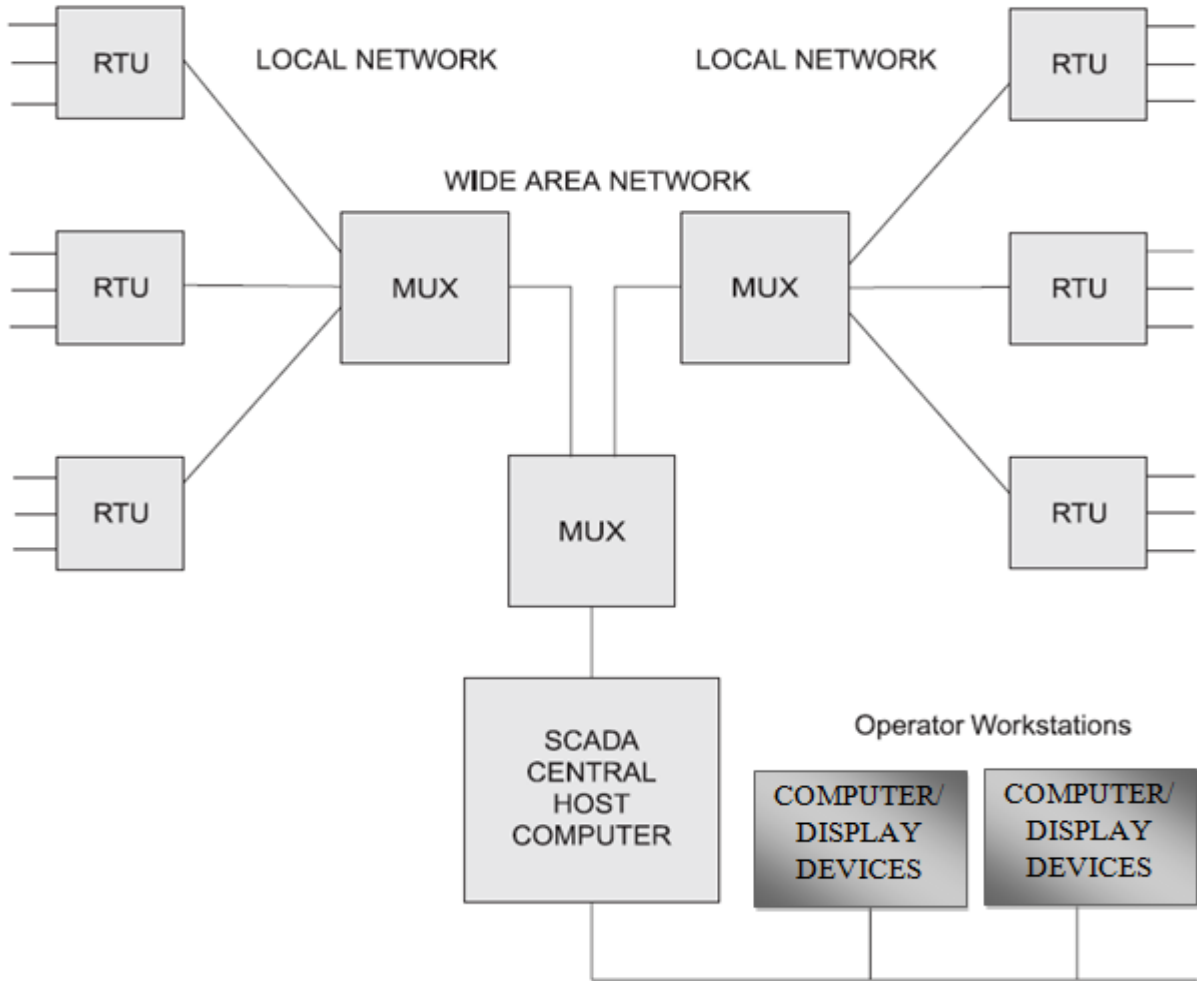 RTU
LOCAL NETWORK
LOCAL NETWORK
RTU
WIDE AREA NETWORK
RTU
MUX
MUX
RTU
RTU
MUX
RTU
SCADA
CENTRAL
HOST
COMPUTER
Operator Workstations
COMPUTER/
DISPLAY
DEVICES
COMPUTER/
DISPLAY
DEVICES